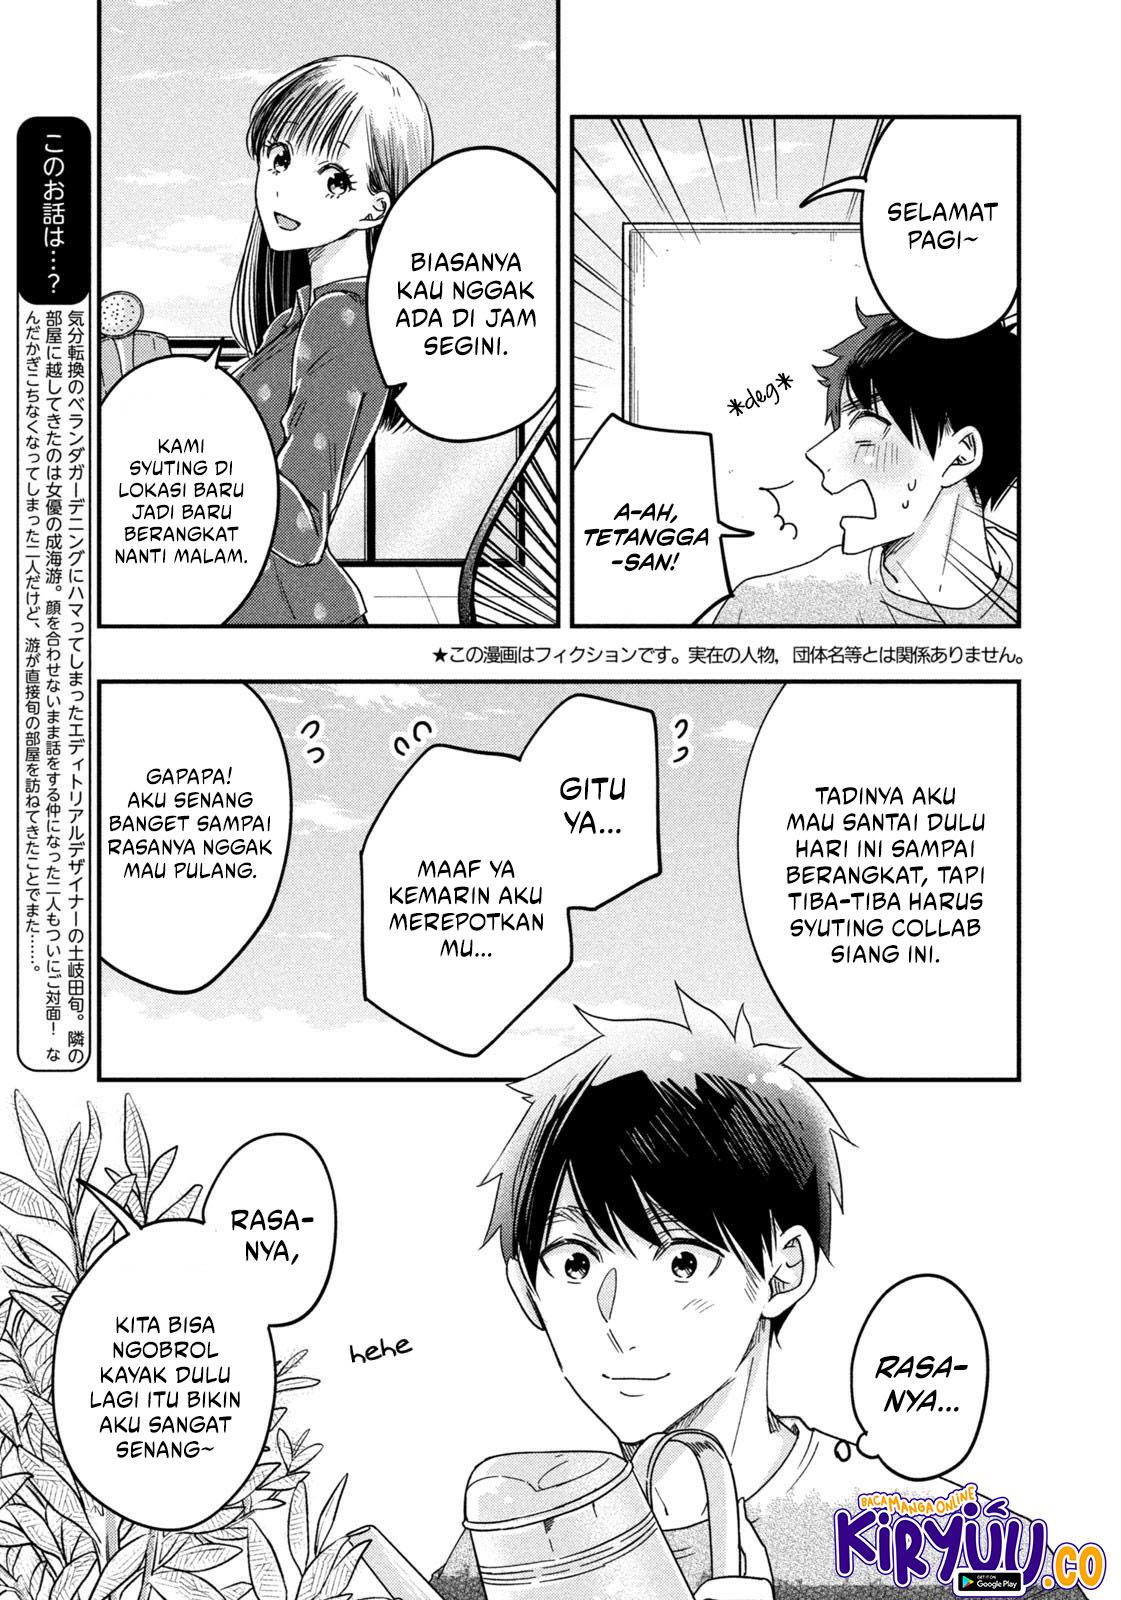 SELAMAT
PAGI~
*deg*
A-AH,
TETANGGA
-SAN!
BIASANYA
KAU NGGAK
ADA DI JAM
SEGINI.
KAMI
SYUTING DI
LOKASI BARU
JADI BARU
BERANGKAT
NANTI MALAM.
このお話は…?
気分転換のベランダガーデニングにハマってしまったエディトリアルデザイナーの土岐田旬。隣の
部屋に越してきたのは女優の成海游。顔を合わせないまま話をする仲になった二人もついにご対面! な
んだかぎこちなくなってしまった二人だけど、游が直接旬の部屋を訪ねてきたことでまた……。
★この漫画はフィクションです。実在の人物,団体名等とは関係ありません。
TADINYA AKU
MAU SANTAI DULU
HARI INI SAMPAI
BERANGKAT, TAPI
TIBA-TIBA HARUS
SYUTING COLLAB
SIANG INI.
GITU
YA...
MAAF YA
KEMARIN AKU
MEREPOTKAN
MU...
GAPAPA!
AKU SENANG
BANGET SAMPAI
RASANYA NGGAK
MAU PULANG.
RASA-
NYA...
RASA-
NYA,
KITA BISA
NGOBROL
KAYAK DULU
LAGI ITU BIKIN
AKU SANGAT
SENANG~
hehe
BACA MANGA ONLINE
KIRYUU.CO
GET IT ON
Google Play